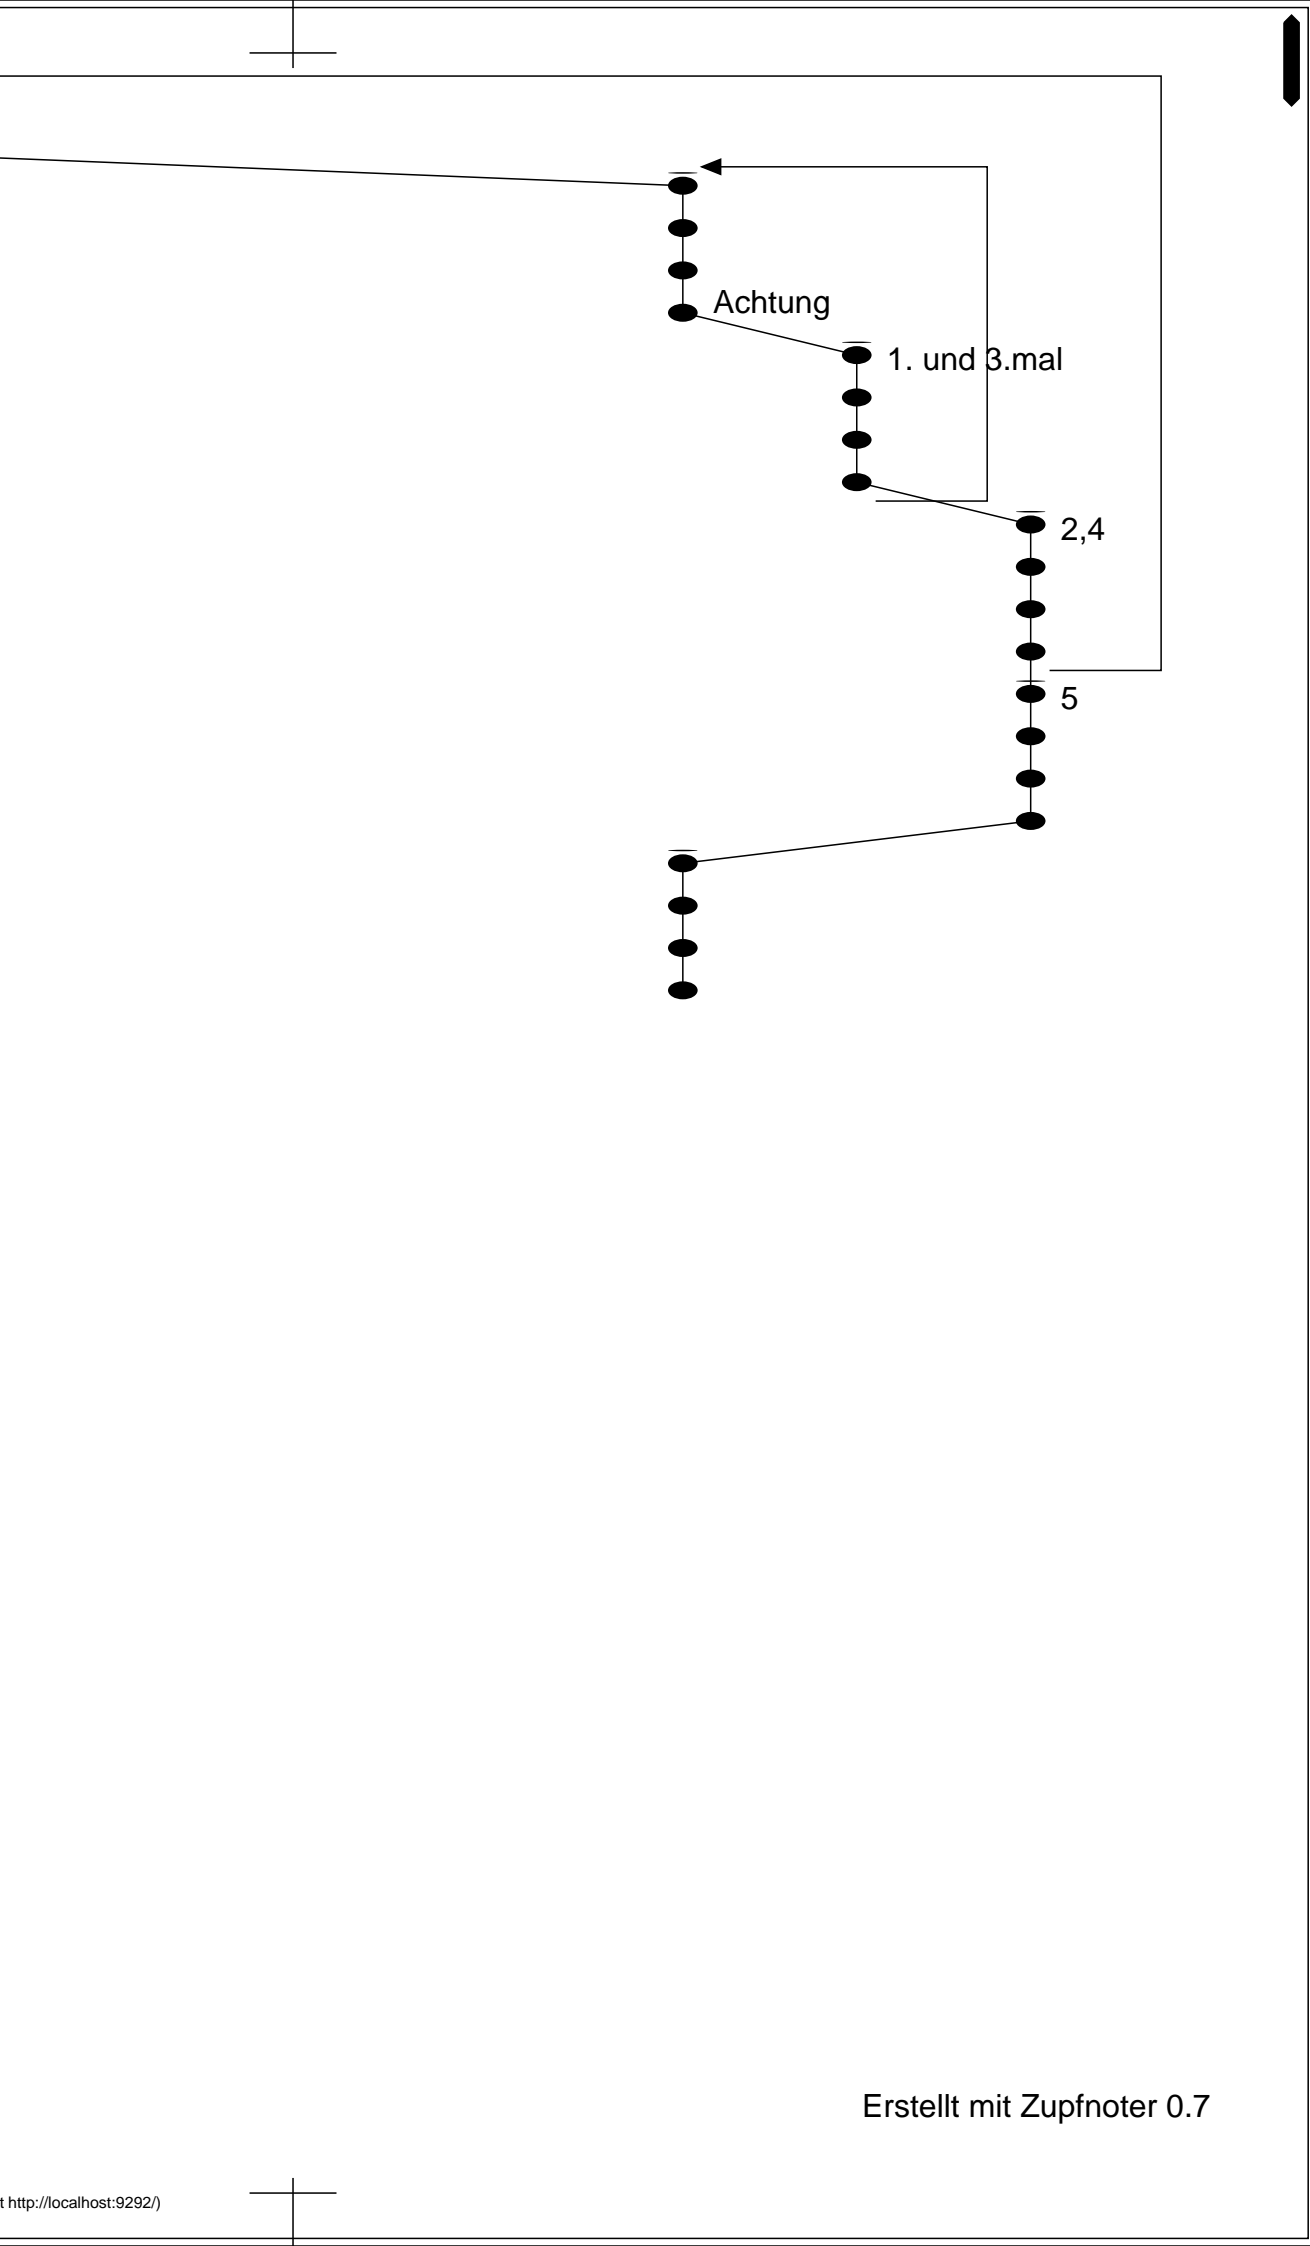 Achtung
1. und 3.mal
2,4
5
Erstellt mit Zupfnoter 0.7
t http://localhost:9292/)